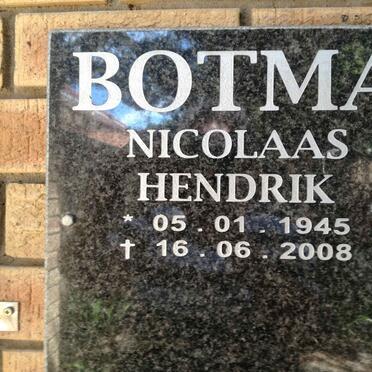 BOTMA
NICOLAAS
HENDRIK
* 05 . 01 . 1945
† 16 . 06 . 2008